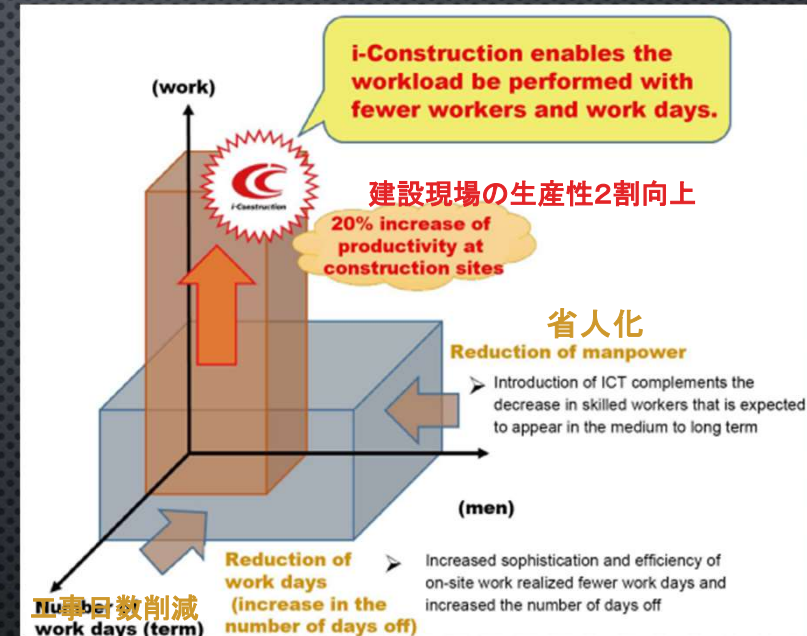 i-Construction enables the
workload be performed with
fewer workers and work days.
(work)
i-Construction
建設現場の生産性２割向上
20% increase of
productivity at
construction sites
省人化
Reduction of manpower
➢ Introduction of ICT complements the
decrease in skilled workers that is expected
to appear in the medium to long term
(men)
Reduction of
work days
(increase in the
number of days off)
➢ Increased sophistication and efficiency of
on-site work realized fewer work days and
increased the number of days off
工事日数削減
work days (term)